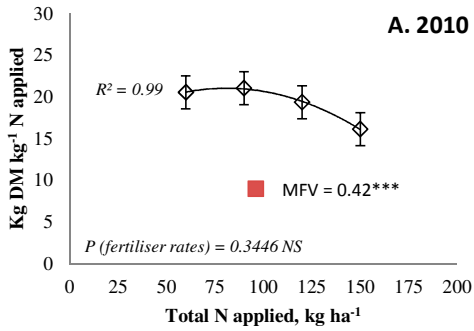 A. 2010
Kg DM kg⁻¹ N applied
30
25
20
15
10
5
0
R² = 0.99
MFV = 0.42***
P (fertiliser rates) = 0.3446 NS
0 25 50 75 100 125 150 175 200
Total N applied, kg ha⁻¹